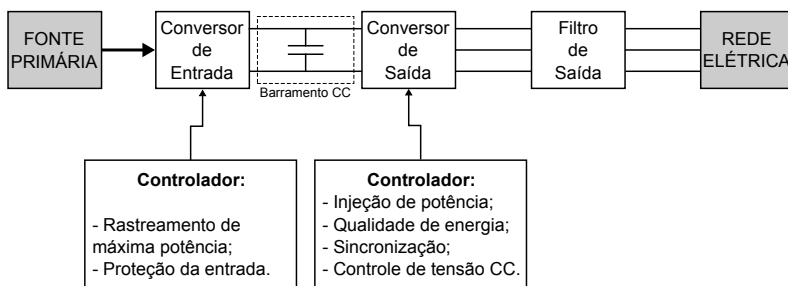 FONTE
PRIMÁRIA
Conversor
de
Entrada
Barramento CC
Conversor
de
Saída
Filtro
de
Saída
REDE
ELÉTRICA
Controlador:
- Rastreamento de
máxima potência;
- Proteção da entrada.
Controlador:
- Injeção de potência;
- Qualidade de energia;
- Sincronização;
- Controle de tensão CC.